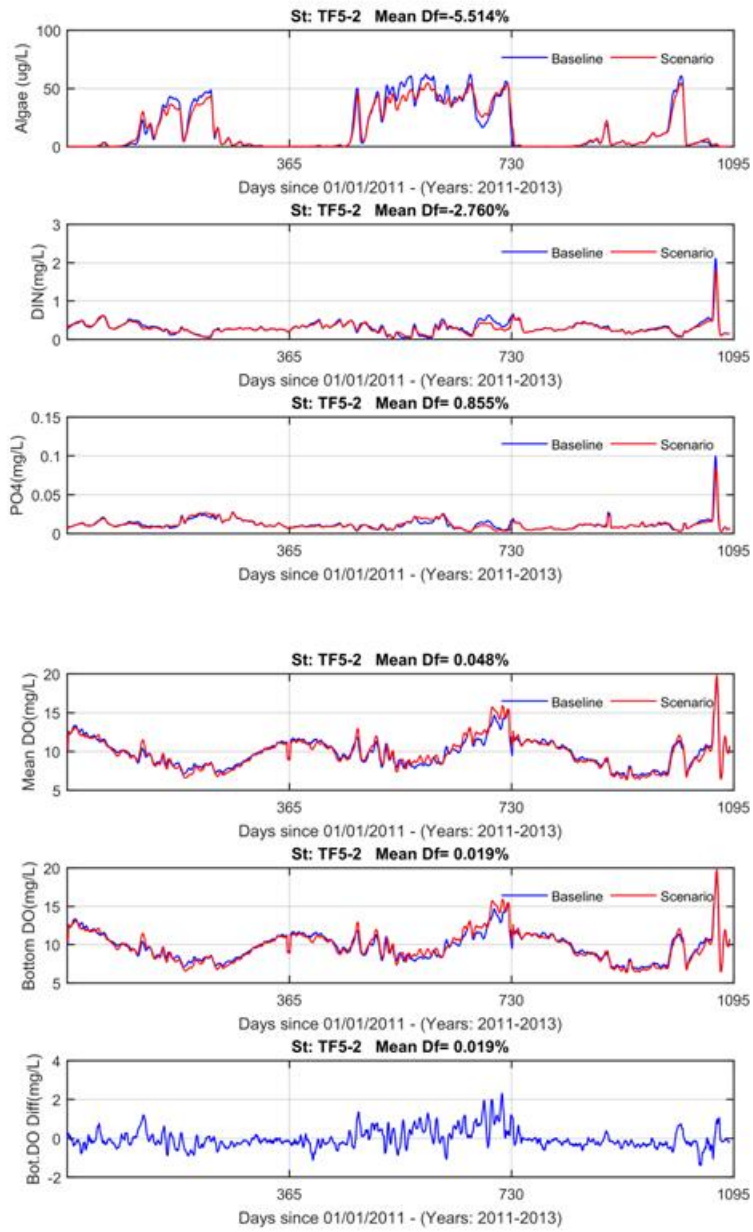 St: TF5-2 Mean Df=-5.514%
100
50
0
Algae (ug/L)
Baseline Scenario
365 730 1095
Days since 01/01/2011 - (Years: 2011-2013)
St: TF5-2 Mean Df=-2.760%
3
2
1
0
DIN(mg/L)
Baseline Scenario
365 730 1095
Days since 01/01/2011 - (Years: 2011-2013)
St: TF5-2 Mean Df= 0.855%
0.15
0.1
0.05
0
PO4(mg/L)
Baseline Scenario
365 730 1095
Days since 01/01/2011 - (Years: 2011-2013)
St: TF5-2 Mean Df= 0.048%
20
15
10
5
Mean DO(mg/L)
Baseline Scenario
365 730 1095
Days since 01/01/2011 - (Years: 2011-2013)
St: TF5-2 Mean Df= 0.019%
20
15
10
5
Bottom DO(mg/L)
Baseline Scenario
365 730 1095
Days since 01/01/2011 - (Years: 2011-2013)
St: TF5-2 Mean Df= 0.019%
4
2
0
-2
Bot.DO Diff(mg/L)
365 730 1095
Days since 01/01/2011 - (Years: 2011-2013)